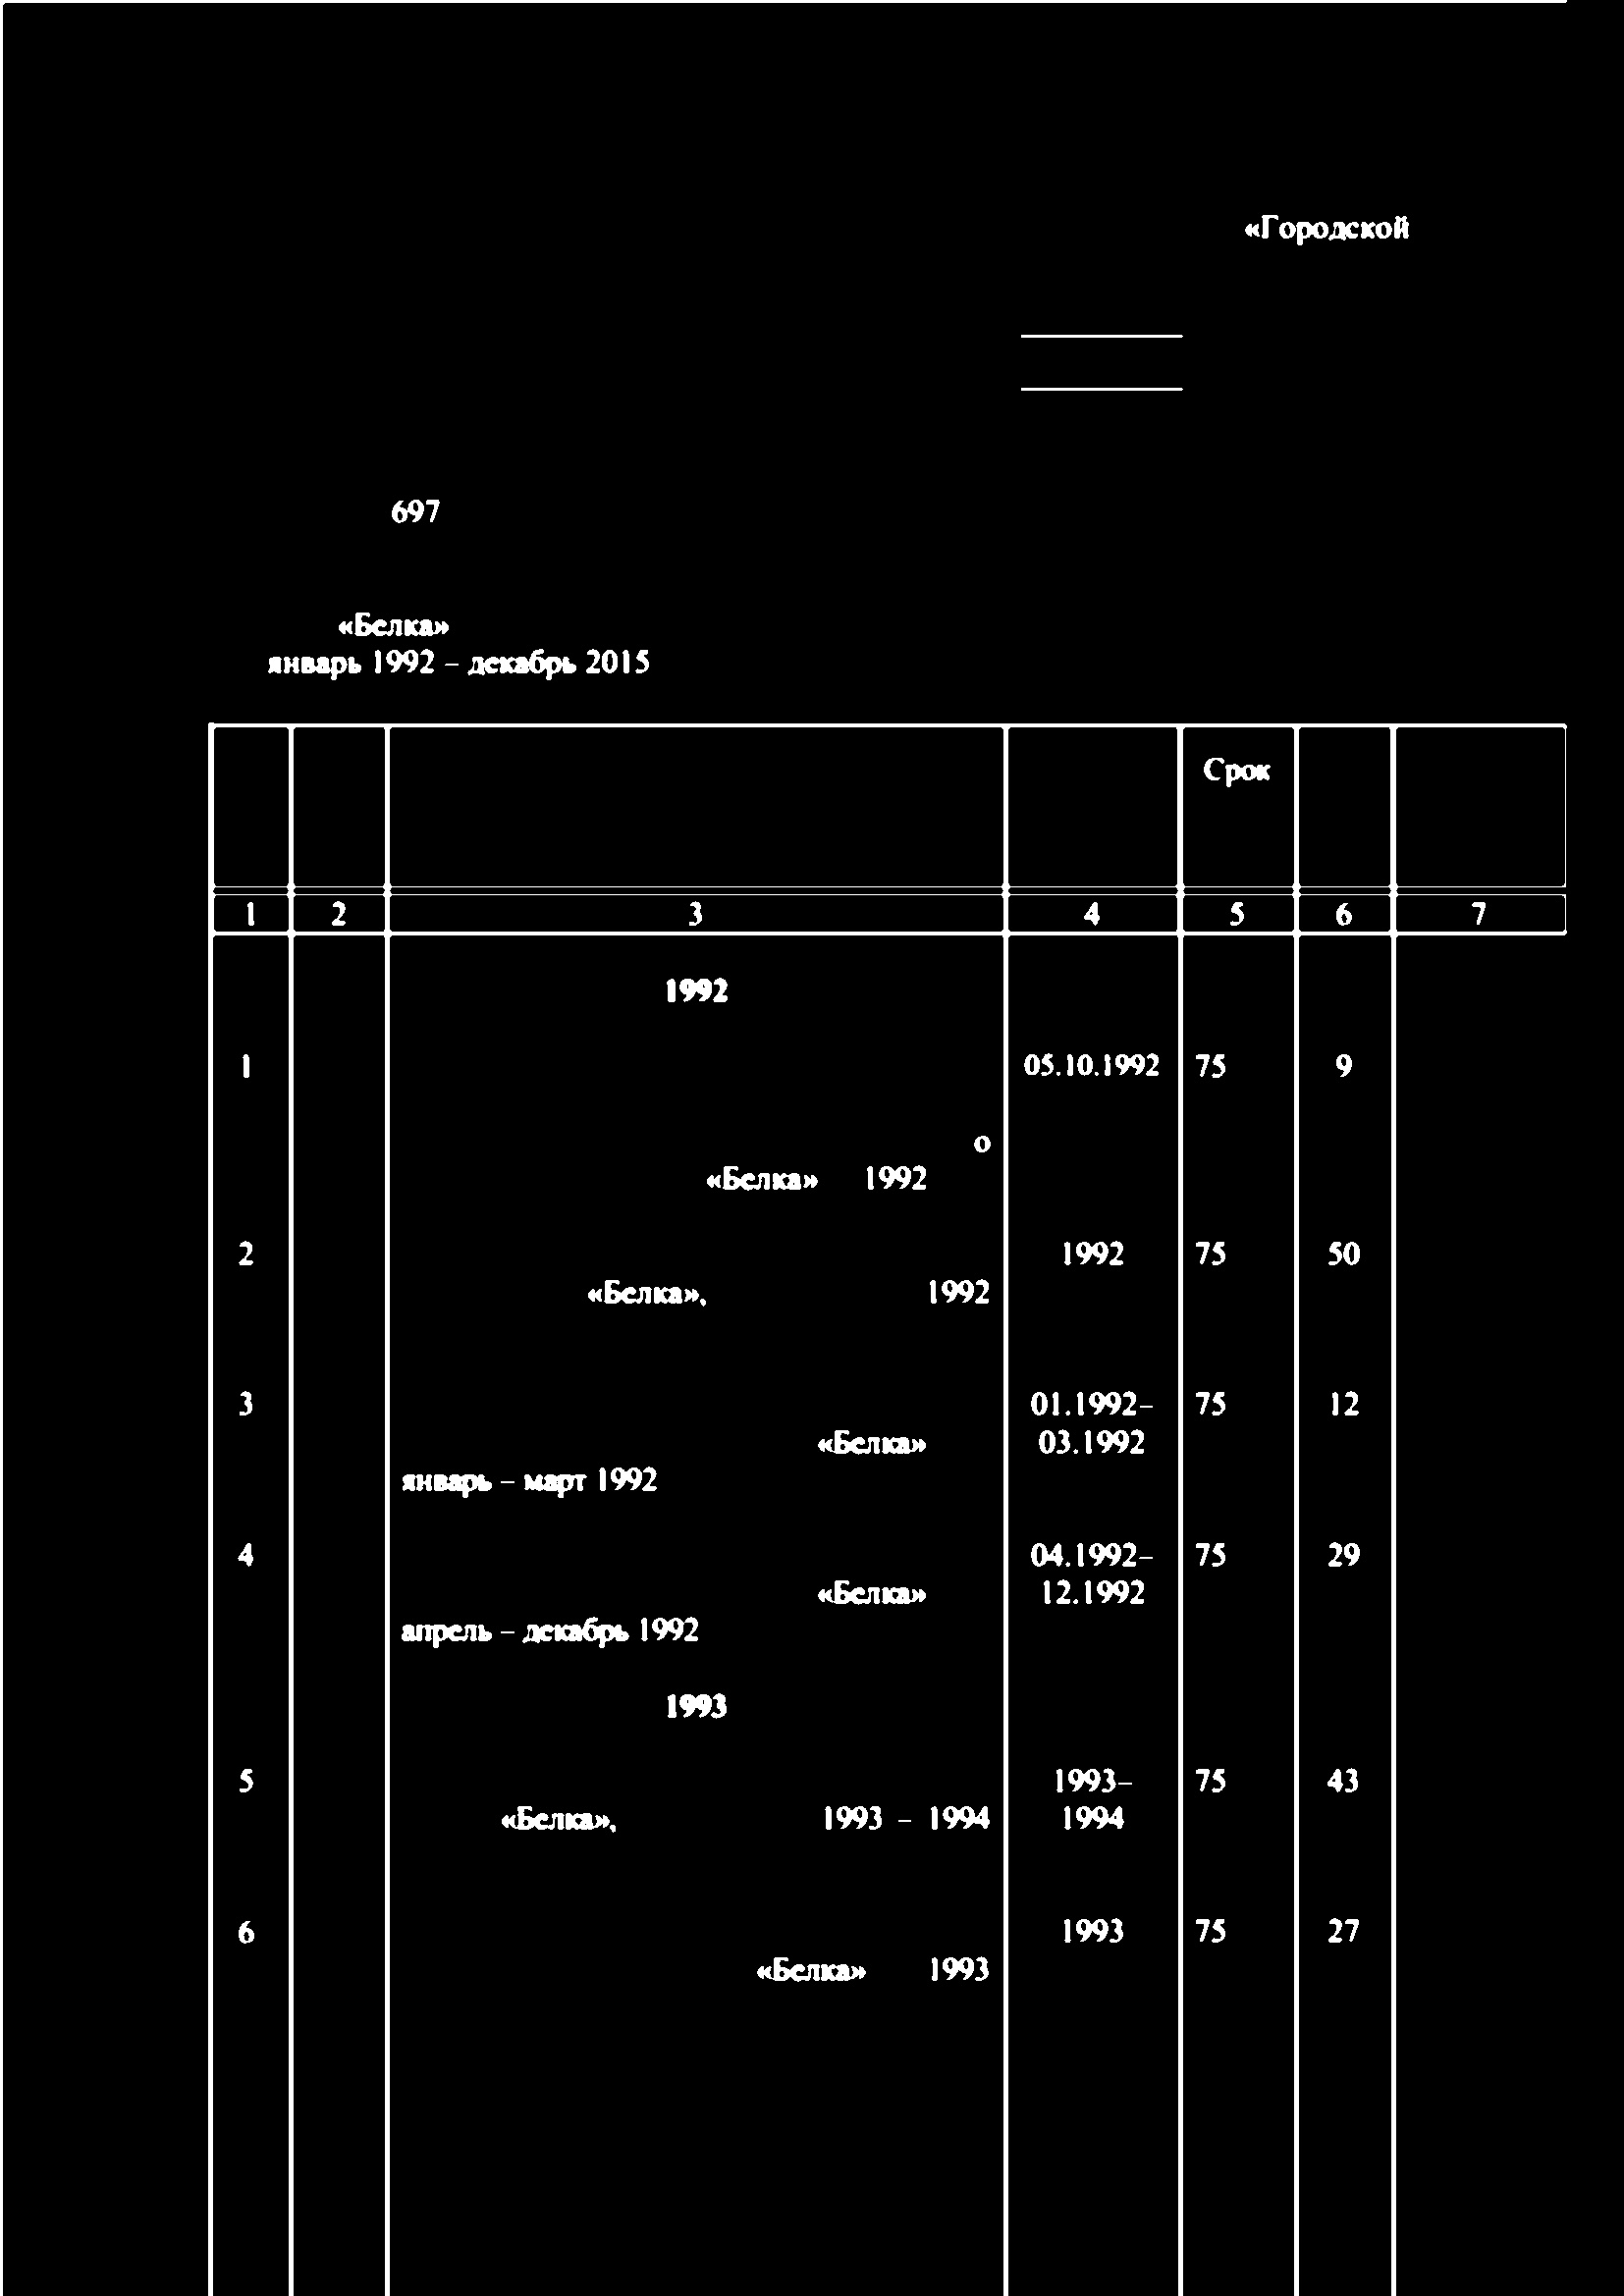 «Городской
697
«Белка»
январь 1992 – декабрь 2015
Срок
1 2 3 4 5 6 7
1992
1 05.10.1992 75 9
о
«Белка» 1992
2 1992 75 50
«Белка», 1992
3 01.1992– 75 12
«Белка» 03.1992
январь – март 1992
4 04.1992– 75 29
«Белка» 12.1992
апрель – декабрь 1992
1993
5 1993– 75 43
«Белка», 1993 – 1994 1994
6 1993 75 27
«Белка» 1993